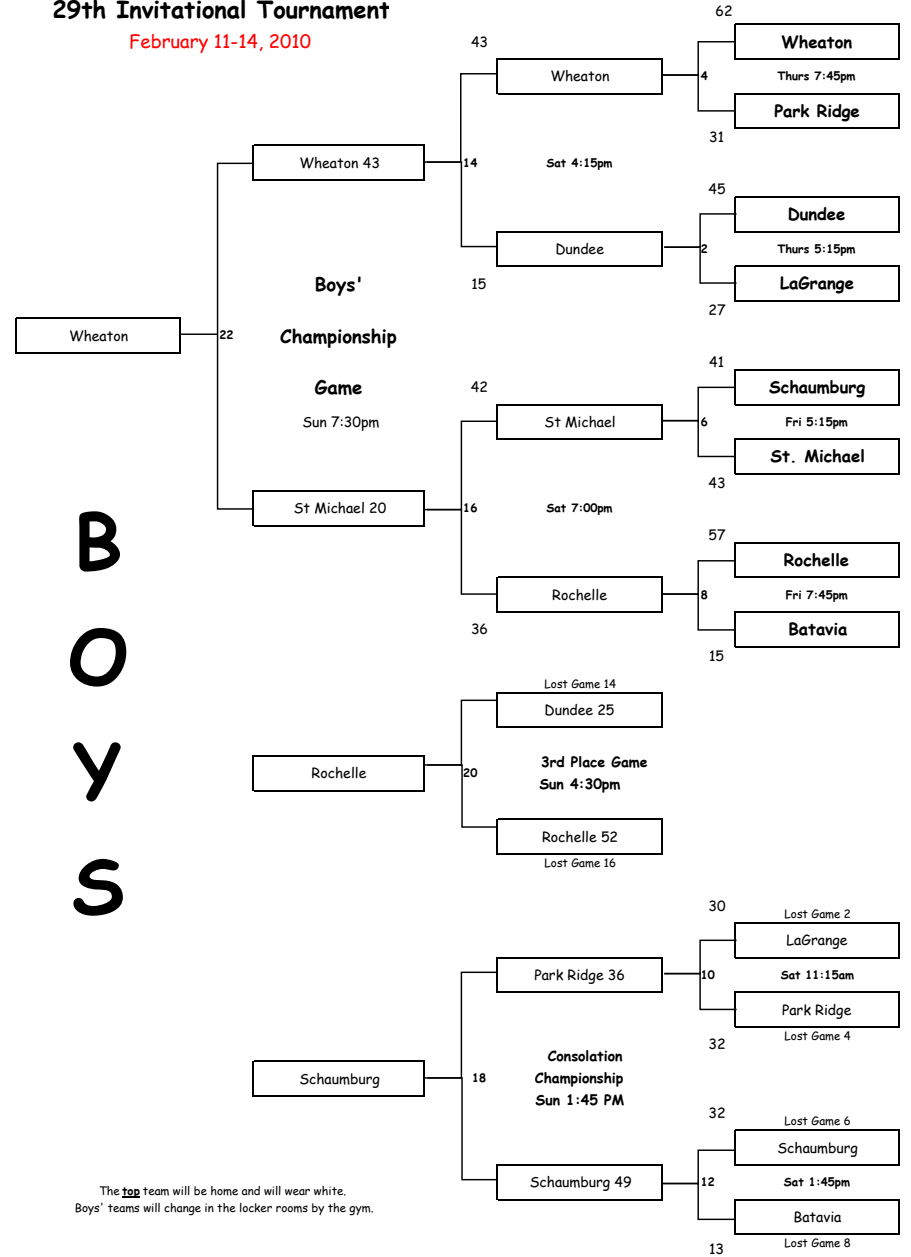 29th Invitational Tournament
February 11-14, 2010
62
Wheaton
43
Wheaton
4
Thurs 7:45pm
Park Ridge
31
Wheaton 43
14
Sat 4:15pm
45
Dundee
Dundee
2
Thurs 5:15pm
15
LaGrange
27
Boys'
Championship
Game
Sun 7:30pm
Wheaton
22
41
Schaumburg
42
St Michael
6
Fri 5:15pm
St. Michael
43
St Michael 20
16
Sat 7:00pm
57
Rochelle
Rochelle
8
Fri 7:45pm
36
Batavia
15
B
O
Y
S
Lost Game 14
Dundee 25
Rochelle
20
3rd Place Game
Sun 4:30pm
Rochelle 52
Lost Game 16
30
Lost Game 2
LaGrange
Park Ridge 36
10
Sat 11:15am
Park Ridge
32
Lost Game 4
Schaumburg
18
Consolation
Championship
Sun 1:45 PM
32
Lost Game 6
Schaumburg
Schaumburg 49
12
Sat 1:45pm
Batavia
13
Lost Game 8
The top team will be home and will wear white.
Boys' teams will change in the locker rooms by the gym.